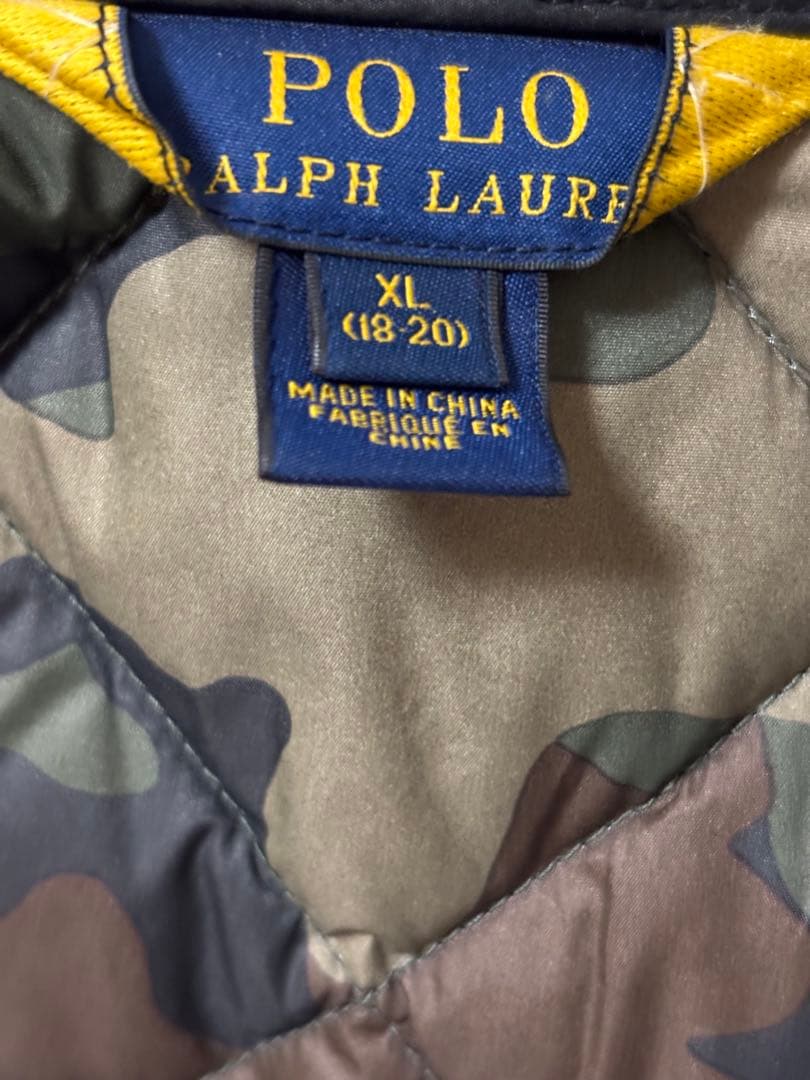 POLO
RALPH LAURE
XL
(18-20)
MADE IN CHINA
FABRIQUÉ EN
CHINE